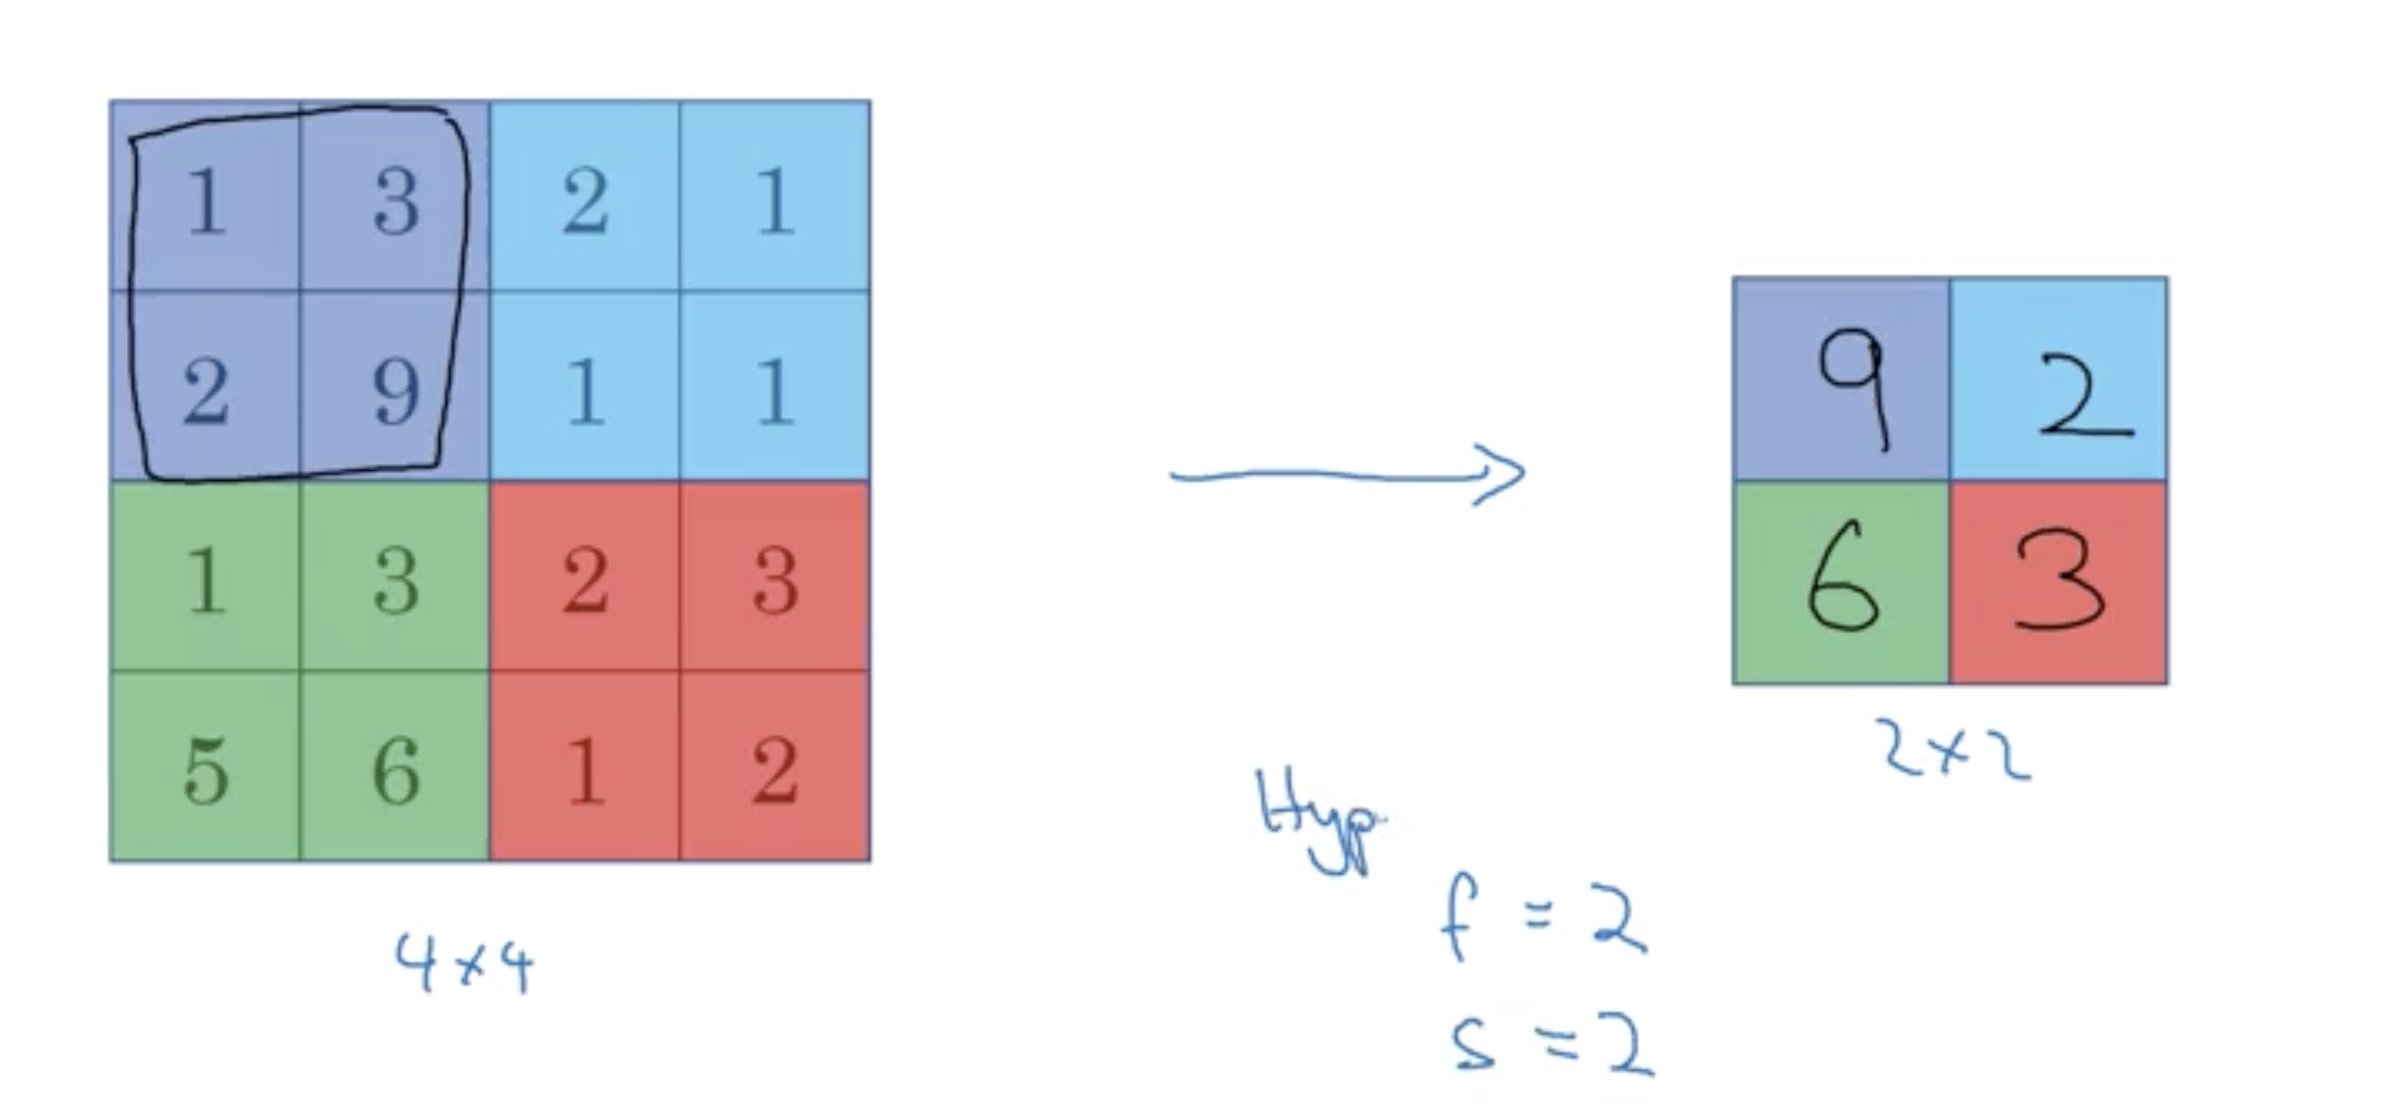 1 3 2 1
2 9 1 1
1 3 2 3
5 6 1 2
4x4
9 2
6 3
2x2
Hyp
f = 2
s = 2